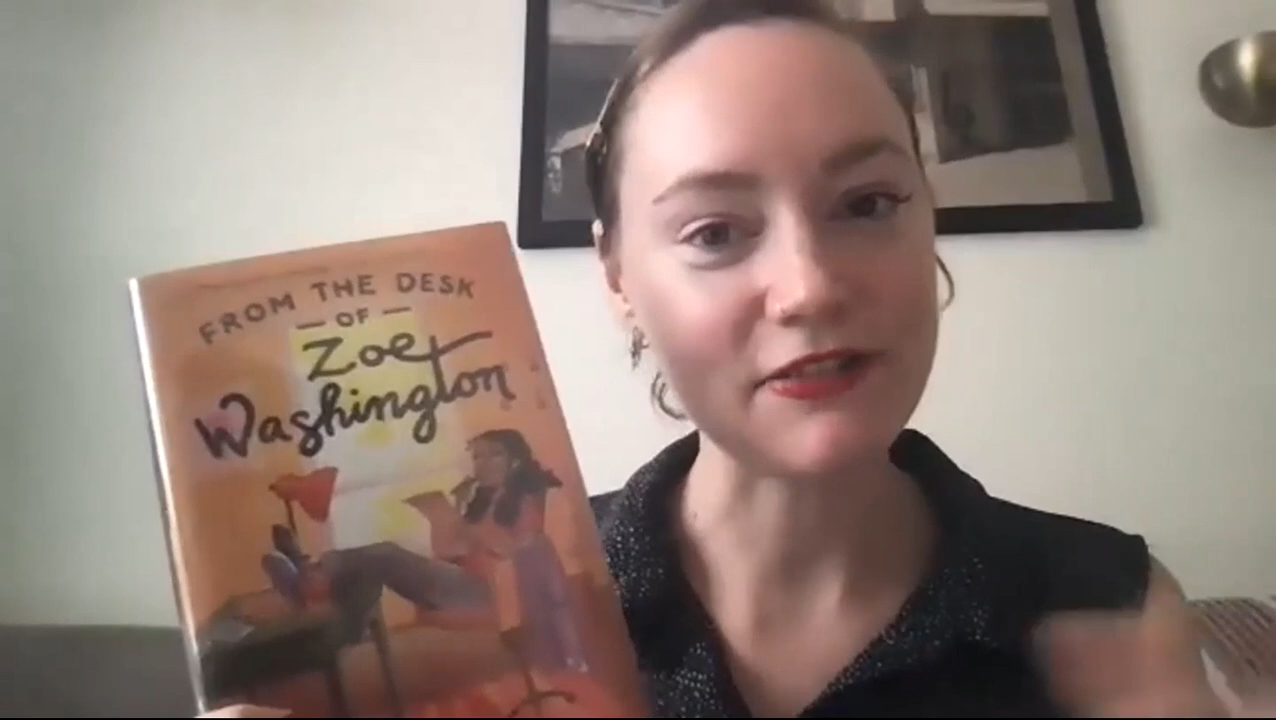 FROM THE DESK
— OF —
Zoe
Washington